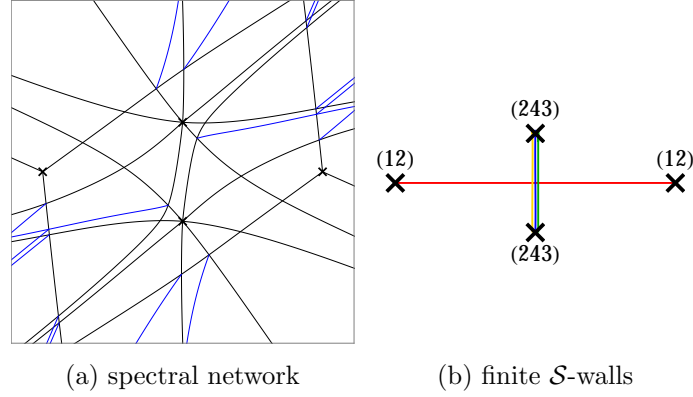 (243)
(12) (12)
(243)
(a) spectral network (b) finite 𝒮-walls